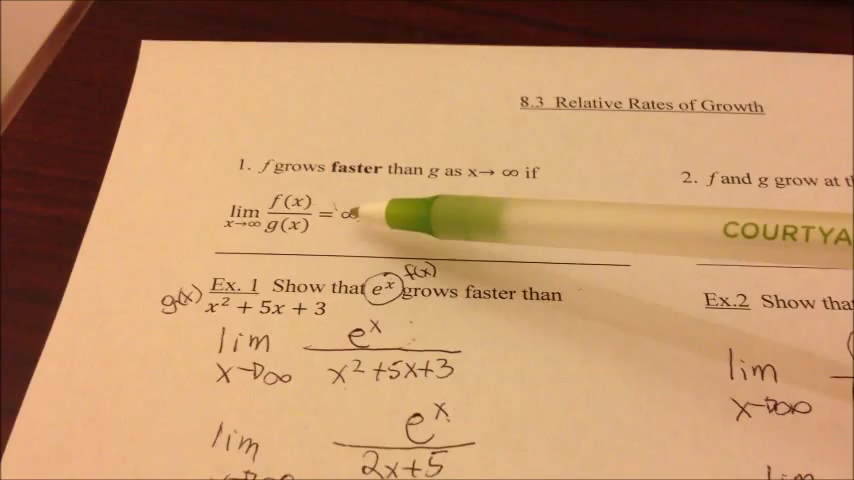 8.3 Relative Rates of Growth
1. f grows faster than g as x→ ∞ if
lim x→∞ f(x)/g(x) = ∞
2. f and g grow at
COURTYA
f(x)
g(x) Ex. 1 Show that e^x grows faster than
x² + 5x + 3
lim x→∞ e^x / x²+5x+3
lim e^x / 2x+5
Ex.2 Show tha
lim x→∞
lim